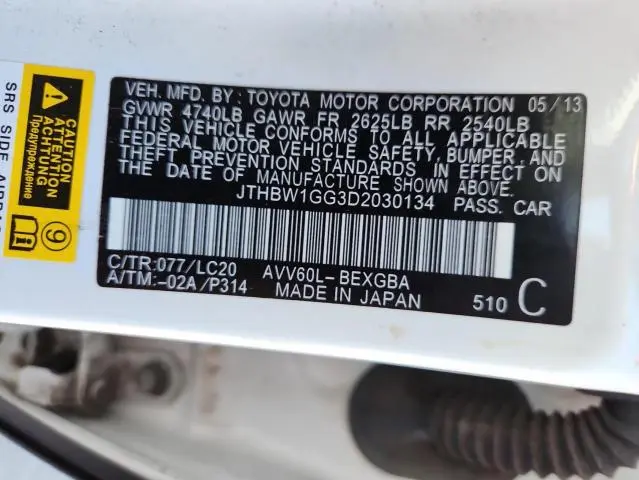 VEH. MFD. BY: TOYOTA MOTOR CORPORATION 05/13
GVWR 4740LB GAWR FR 2625LB RR 2540LB
THIS VEHICLE CONFORMS TO ALL APPLICABLE
FEDERAL MOTOR VEHICLE SAFETY, BUMPER, AND
THEFT PREVENTION STANDARDS IN EFFECT ON
THE DATE OF MANUFACTURE SHOWN ABOVE.
JTHBW1GG3D2030134 PASS. CAR
C/TR:077/LC20 AVV60L-BEXGBA
A/TM:-02A/P314 MADE IN JAPAN 510 C
SRS SIDE AIRBAG
CAUTION
ATTENTION
ACHTUNG
Предупреждение
9